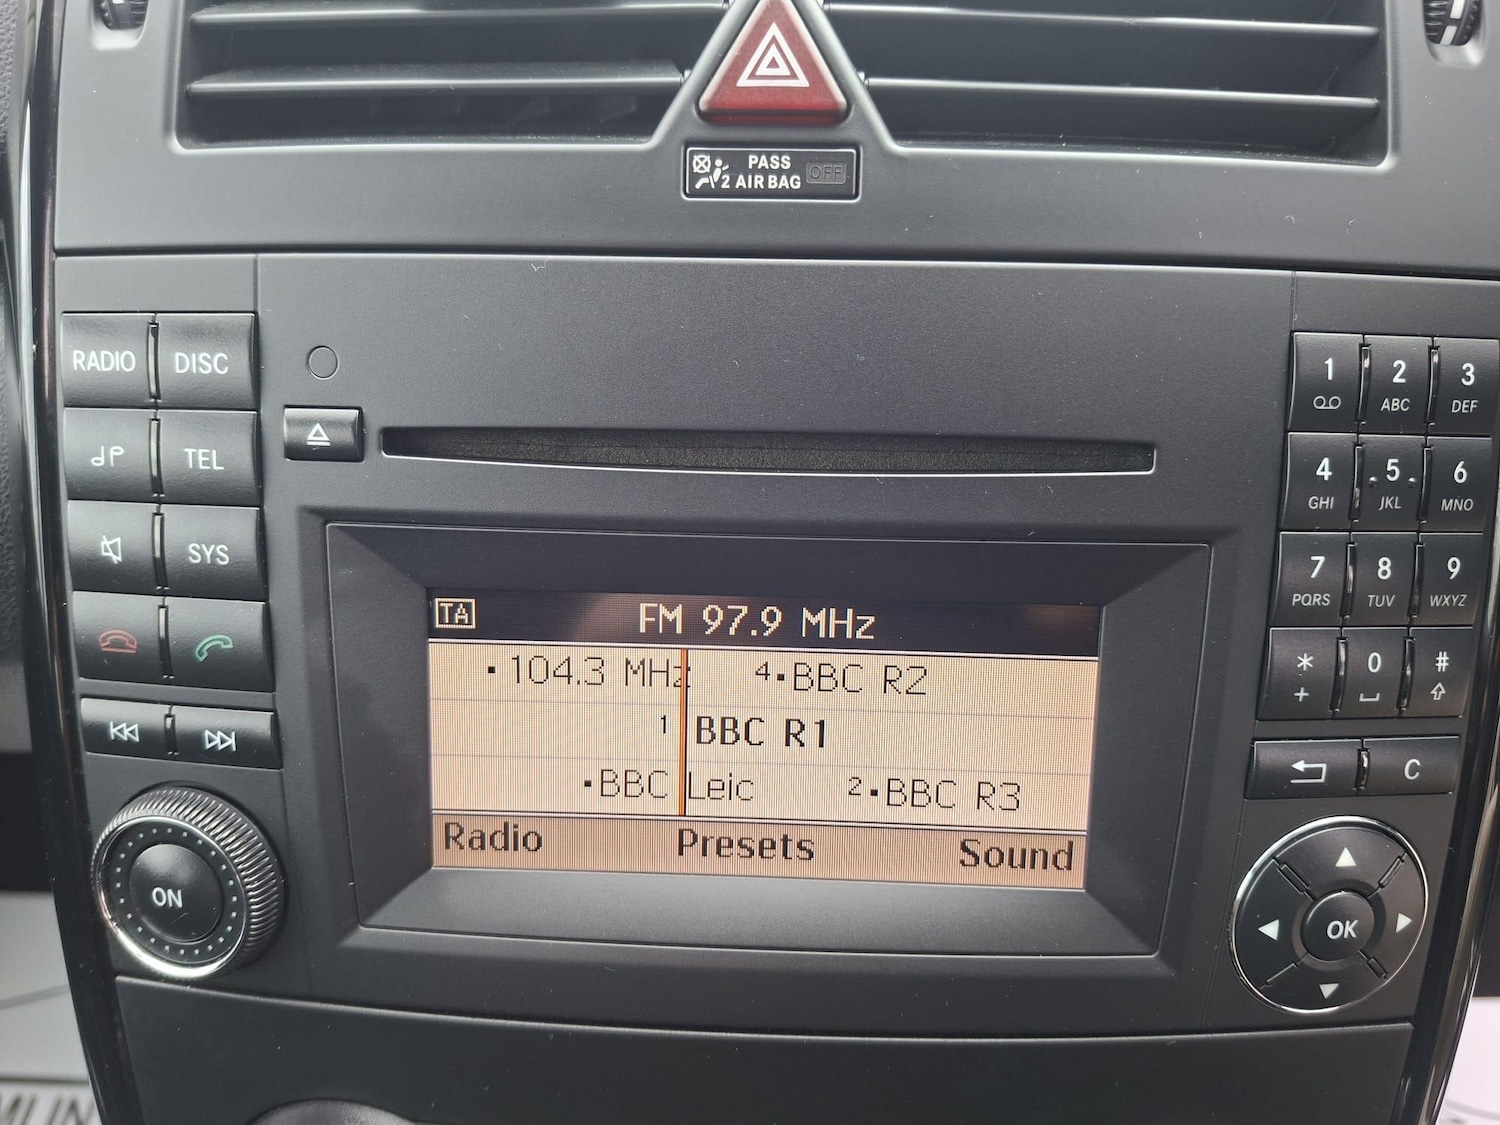 PASS
2 AIR BAG OFF
RADIO DISC
TEL
SYS
ON
TA FM 97.9 MHz
104.3 MHz 4 BBC R2
1 BBC R1
BBC Leic 2 BBC R3
Radio Presets Sound
1 2 ABC 3 DEF
4 GHI 5 JKL 6 MNO
7 PQRS 8 TUV 9 WXYZ
* + 0 #
C
OK